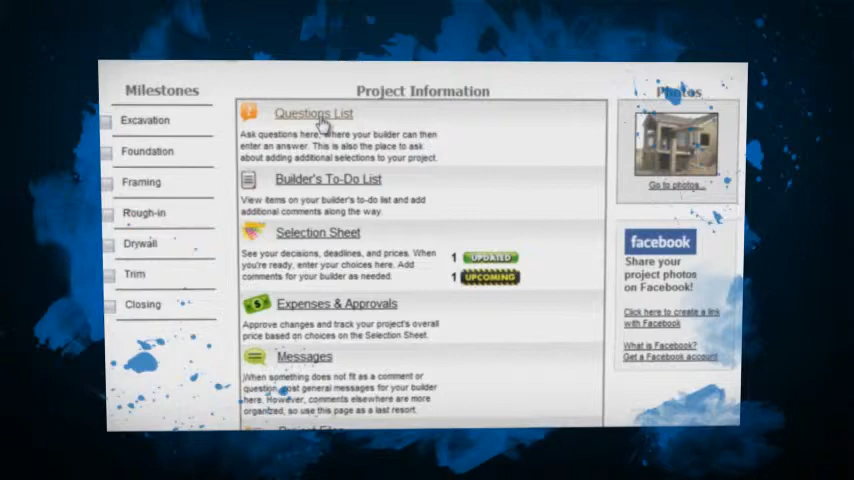 Milestones
Excavation
Foundation
Framing
Rough-in
Drywall
Trim
Closing
Project Information
Questions List
Ask questions here, where your builder can then
enter an answer. This is also the place to ask
about adding additional selections to your project.
Builder's To-Do List
View items on your builder's to-do list and add
additional comments along the way.
Selection Sheet
See your decisions, deadlines, and prices. When
you're ready, enter your choices here. Add
comments for your builder as needed.
1 UPDATED
1 UPCOMING
Expenses & Approvals
Approve changes and track your project's overall
price based on choices on the Selection Sheet.
Messages
When something does not fit as a comment or
question, post general messages for your builder
here. However, comments elsewhere are more
organized, so use this page as a last resort.
Project Files
Photos
Go to photos...
facebook
Share your
project photos
on Facebook!
Click here to create a link
with Facebook
What is Facebook?
Get a Facebook account